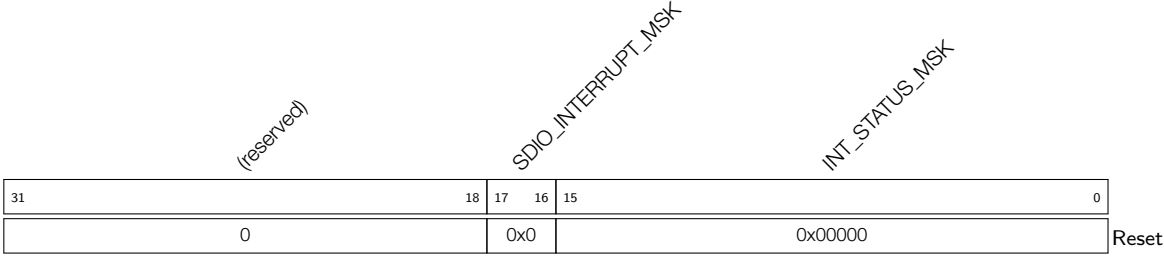 (reserved)
SDIO_INTERRUPT_MSK
INT_STATUS_MSK
31 18 17 16 15 0
0 0x0 0x00000 Reset